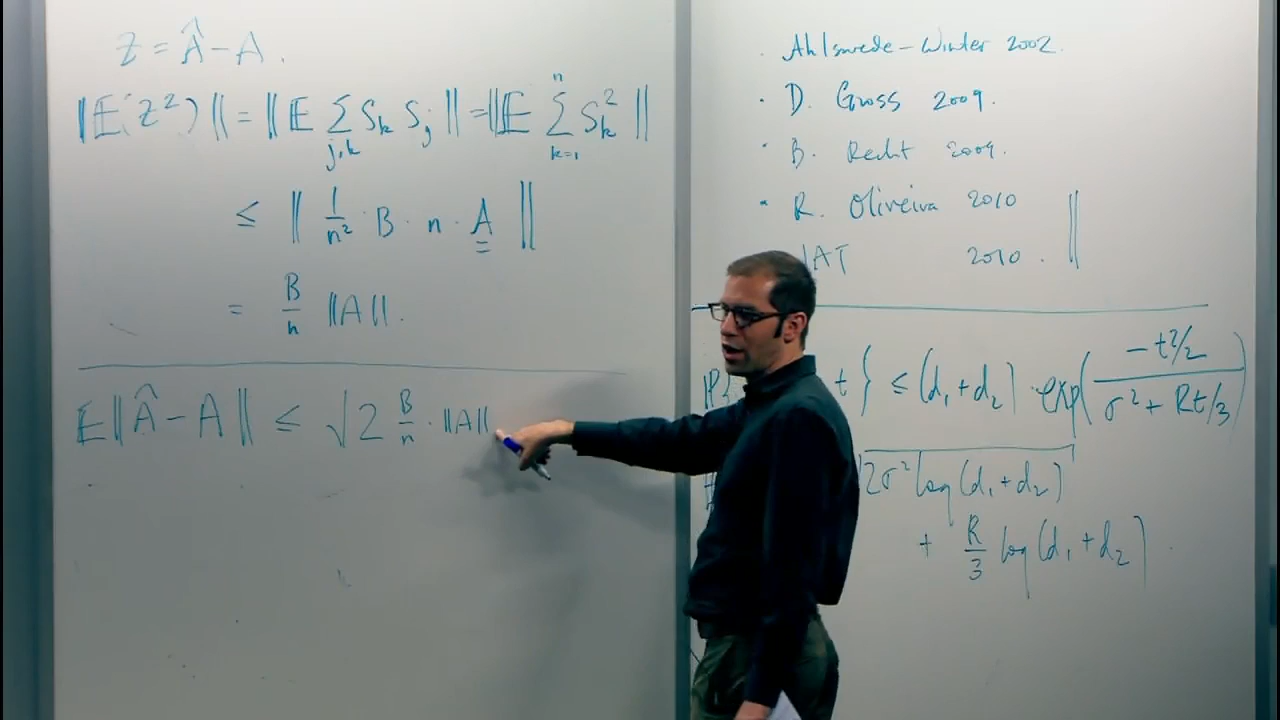 Z = Â − A.
‖E(Z²)‖ = ‖E ∑_{j,k} S_k S_j‖ = ‖E ∑_{k=1}^{n} S_k²‖
≤ ‖ 1/n² · B · n · A ‖
= B/n ‖A‖.
E‖Â − A‖ ≤ √2 B/n · ‖A‖
· Ahlswede – Winter 2002.
· D. Gross 2009.
· B. Recht 2009.
· R. Oliveira 2010
JAT 2010.
P{ t } ≤ (d₁ + d₂) · exp( −t²/2 / σ² + Rt/3 )
√2σ² log(d₁ + d₂)
+ R/3 log(d₁ + d₂)